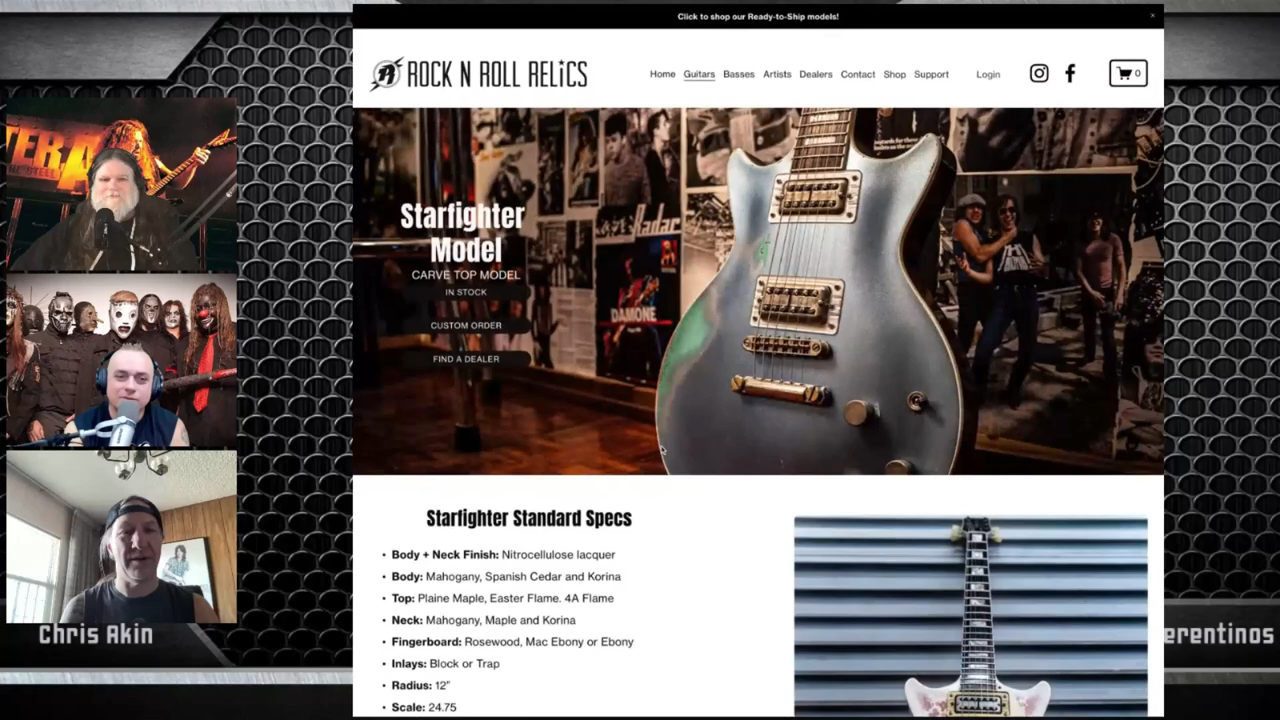 Click to shop our Ready-to-Ship models!
×
ROCK N ROLL RELiCS
Home Guitars Basses Artists Dealers Contact Shop Support Login 0
Starfighter
Model
CARVE TOP MODEL
IN STOCK
CUSTOM ORDER
FIND A DEALER
DAMONE
Starfighter Standard Specs
• Body + Neck Finish: Nitrocellulose lacquer
• Body: Mahogany, Spanish Cedar and Korina
• Top: Plaine Maple, Easter Flame. 4A Flame
• Neck: Mahogany, Maple and Korina
• Fingerboard: Rosewood, Mac Ebony or Ebony
• Inlays: Block or Trap
• Radius: 12"
• Scale: 24.75
TERA
Chris Akin
erentinos